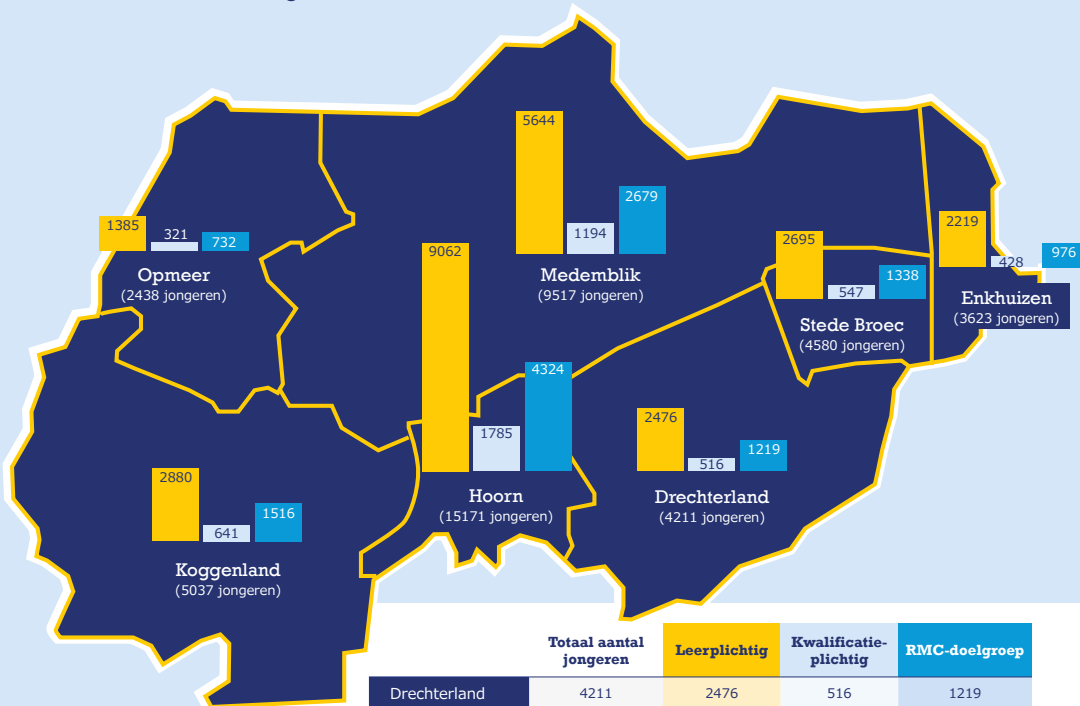 5644
1194
2679
1385
321
732
Opmeer
(2438 jongeren)
Medemblik
(9517 jongeren)
2695
547
1338
Stede Broec
(4580 jongeren)
2219
428
976
Enkhuizen
(3623 jongeren)
9062
1785
4324
Hoorn
(15171 jongeren)
2476
516
1219
Drechterland
(4211 jongeren)
2880
641
1516
Koggenland
(5037 jongeren)
Totaal aantal
jongeren
Leerplichtig
Kwalificatie-
plichtig
RMC-doelgroep
Drechterland 4211 2476 516 1219